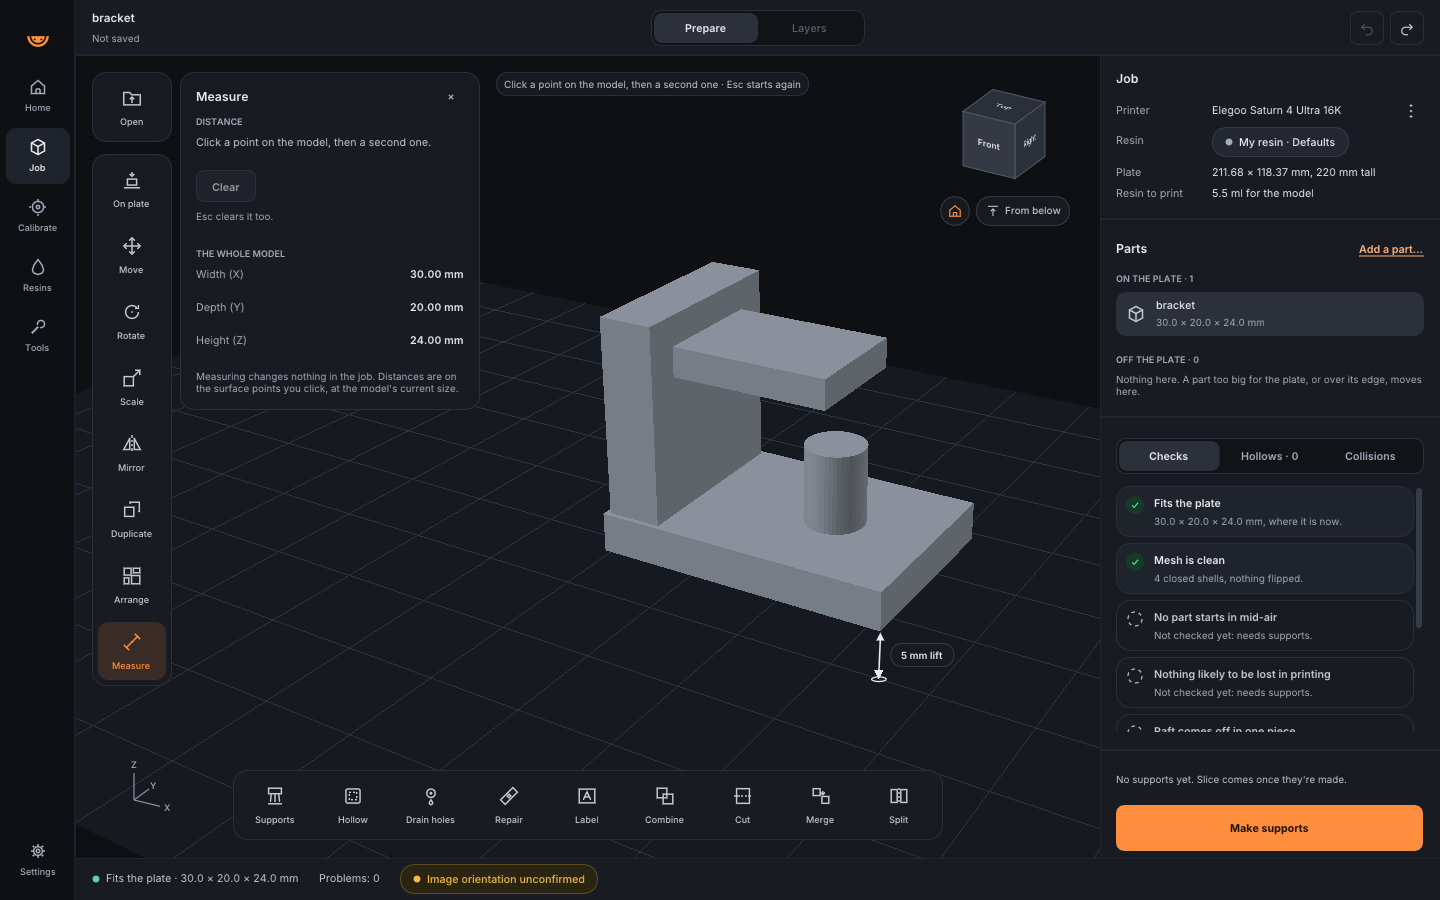 bracket
Not saved
Prepare
Layers
Home
Job
Calibrate
Resins
Tools
Settings
Open
On plate
Move
Rotate
Scale
Mirror
Duplicate
Arrange
Measure
Measure
×
DISTANCE
Click a point on the model, then a second one.
Clear
Esc clears it too.
THE WHOLE MODEL
Width (X) 30.00 mm
Depth (Y) 20.00 mm
Height (Z) 24.00 mm
Measuring changes nothing in the job. Distances are on
the surface points you click, at the model's current size.
Click a point on the model, then a second one · Esc starts again
Top
Front
Right
From below
5 mm lift
Z
Y
X
Supports
Hollow
Drain holes
Repair
Label
Combine
Cut
Merge
Split
Job
Printer Elegoo Saturn 4 Ultra 16K
Resin My resin · Defaults
Plate 211.68 × 118.37 mm, 220 mm tall
Resin to print 5.5 ml for the model
Parts
Add a part...
ON THE PLATE · 1
bracket
30.0 × 20.0 × 24.0 mm
OFF THE PLATE · 0
Nothing here. A part too big for the plate, or over its edge, moves
here.
Checks
Hollows · 0
Collisions
Fits the plate
30.0 × 20.0 × 24.0 mm, where it is now.
Mesh is clean
4 closed shells, nothing flipped.
No part starts in mid-air
Not checked yet: needs supports.
Nothing likely to be lost in printing
Not checked yet: needs supports.
Raft comes off in one piece
No supports yet. Slice comes once they're made.
Make supports
Fits the plate · 30.0 × 20.0 × 24.0 mm
Problems: 0
Image orientation unconfirmed